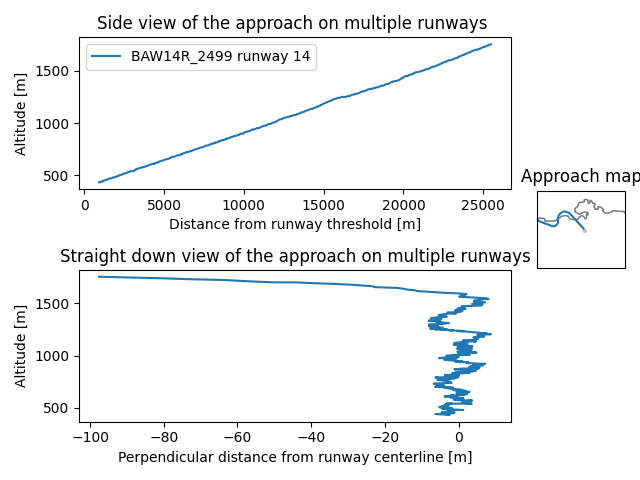 Side view of the approach on multiple runways
BAW14R_2499 runway 14
Altitude [m]
1500
1000
500
0 5000 10000 15000 20000 25000
Distance from runway threshold [m]
Approach map
Straight down view of the approach on multiple runways
Altitude [m]
1500
1000
500
−100 −80 −60 −40 −20 0
Perpendicular distance from runway centerline [m]